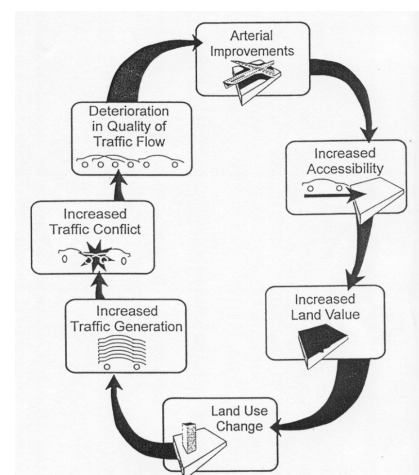 Arterial
Improvements
Increased
Accessibility
Increased
Land Value
Land Use
Change
Increased
Traffic Generation
Increased
Traffic Conflict
Deterioration
in Quality of
Traffic Flow